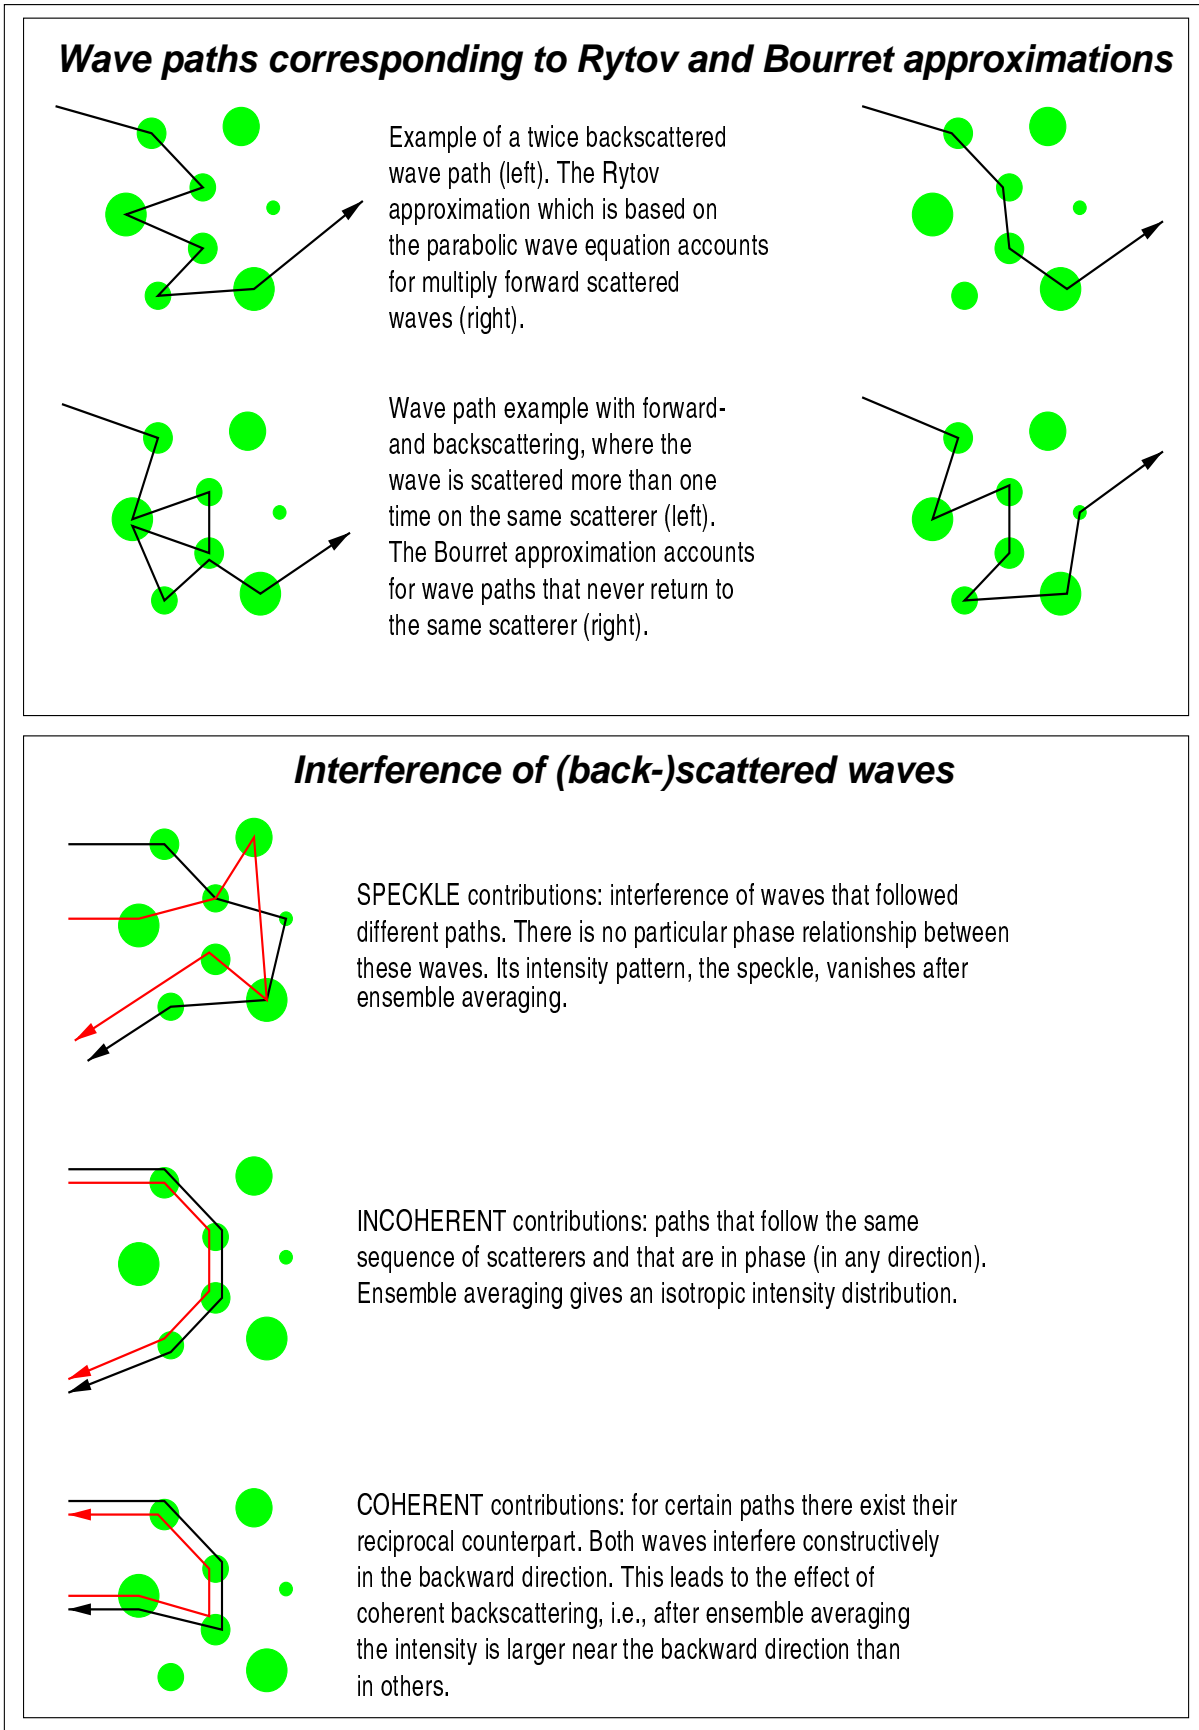 Wave paths corresponding to Rytov and Bourret approximations
Example of a twice backscattered
wave path (left). The Rytov
approximation which is based on
the parabolic wave equation accounts
for multiply forward scattered
waves (right).
Wave path example with forward-
and backscattering, where the
wave is scattered more than one
time on the same scatterer (left).
The Bourret approximation accounts
for wave paths that never return to
the same scatterer (right).
Interference of (back-)scattered waves
SPECKLE contributions: interference of waves that followed
different paths. There is no particular phase relationship between
these waves. Its intensity pattern, the speckle, vanishes after
ensemble averaging.
INCOHERENT contributions: paths that follow the same
sequence of scatterers and that are in phase (in any direction).
Ensemble averaging gives an isotropic intensity distribution.
COHERENT contributions: for certain paths there exist their
reciprocal counterpart. Both waves interfere constructively
in the backward direction. This leads to the effect of
coherent backscattering, i.e., after ensemble averaging
the intensity is larger near the backward direction than
in others.